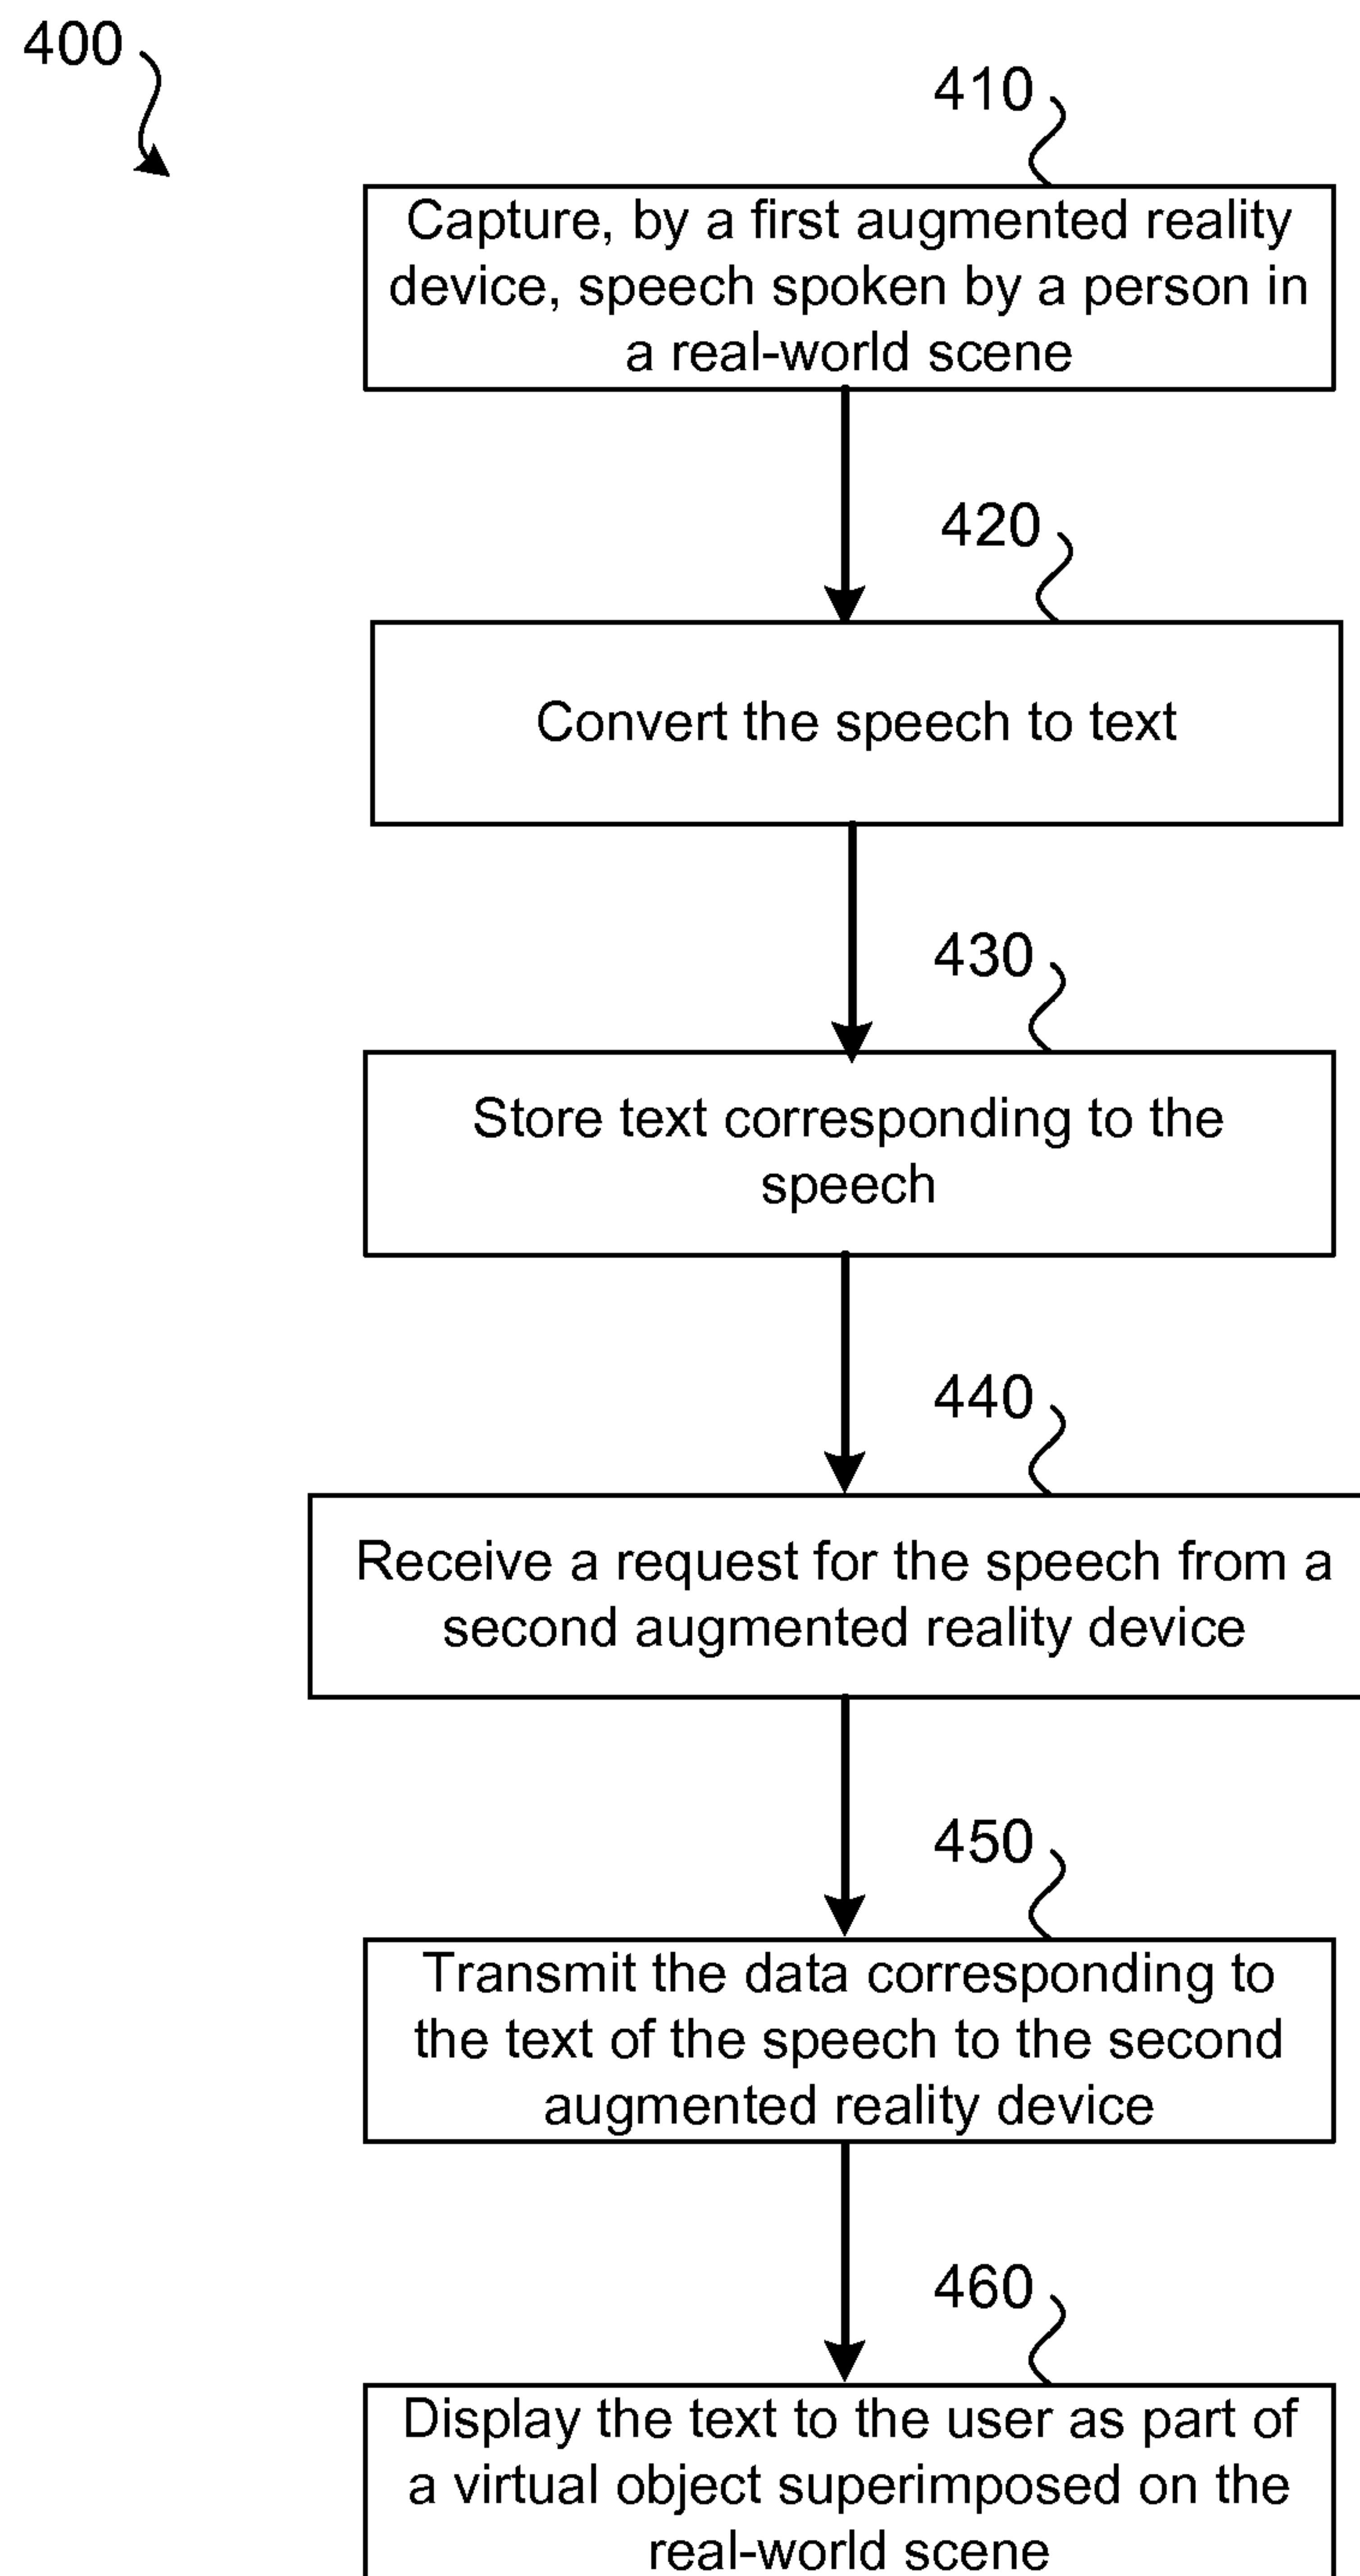 400
410
Capture, by a first augmented reality
device, speech spoken by a person in
a real-world scene
420
Convert the speech to text
430
Store text corresponding to the
speech
440
Receive a request for the speech from a
second augmented reality device
450
Transmit the data corresponding to
the text of the speech to the second
augmented reality device
460
Display the text to the user as part of
a virtual object superimposed on the
real-world scene